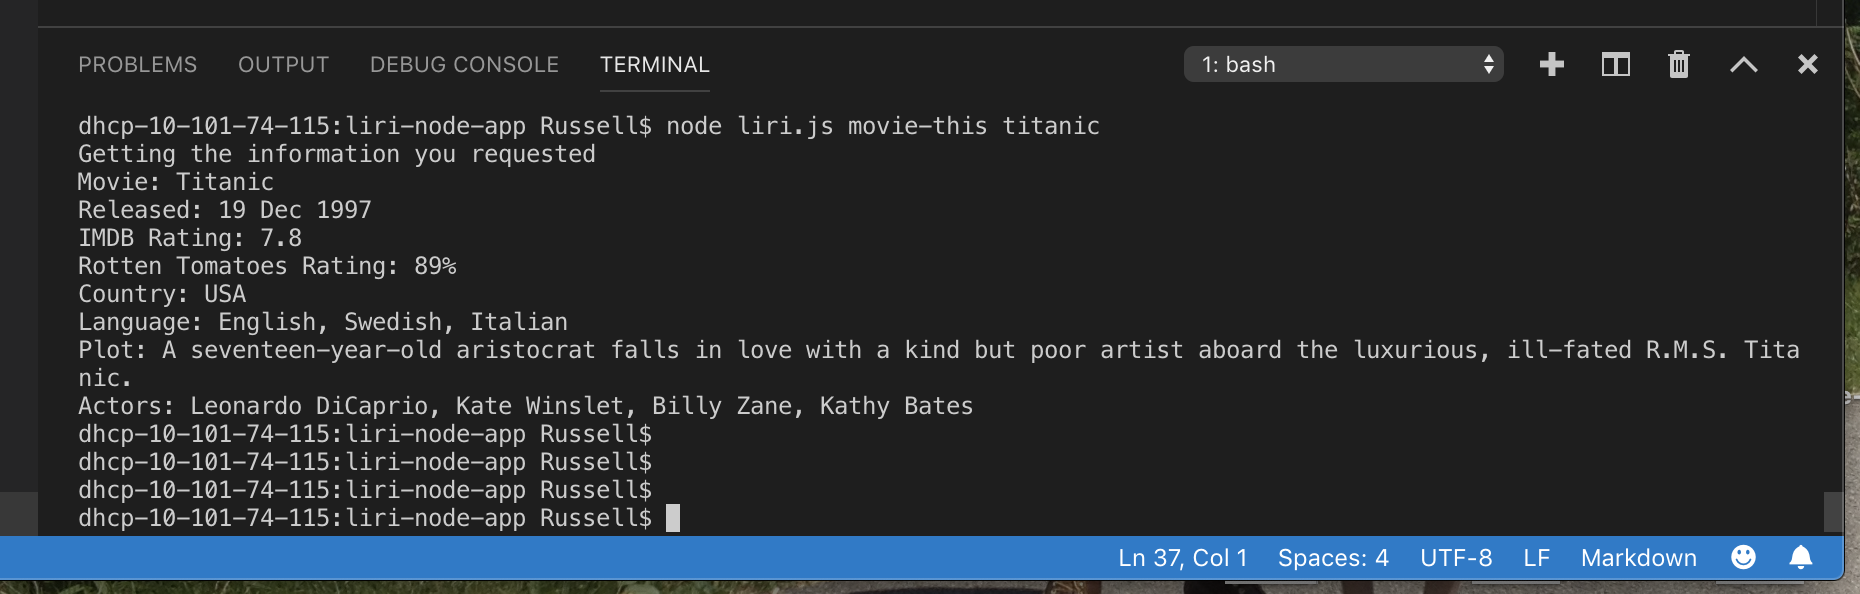 PROBLEMS OUTPUT DEBUG CONSOLE TERMINAL 1: bash
dhcp-10-101-74-115:liri-node-app Russell$ node liri.js movie-this titanic
Getting the information you requested
Movie: Titanic
Released: 19 Dec 1997
IMDB Rating: 7.8
Rotten Tomatoes Rating: 89%
Country: USA
Language: English, Swedish, Italian
Plot: A seventeen-year-old aristocrat falls in love with a kind but poor artist aboard the luxurious, ill-fated R.M.S. Tita
nic.
Actors: Leonardo DiCaprio, Kate Winslet, Billy Zane, Kathy Bates
dhcp-10-101-74-115:liri-node-app Russell$
dhcp-10-101-74-115:liri-node-app Russell$
dhcp-10-101-74-115:liri-node-app Russell$
dhcp-10-101-74-115:liri-node-app Russell$
Ln 37, Col 1 Spaces: 4 UTF-8 LF Markdown